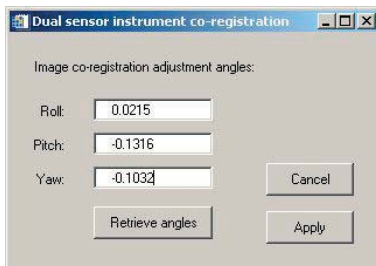 Dual sensor instrument co-registration
Image co-registration adjustment angles:
Roll: 0.0215
Pitch: -0.1316
Yaw: -0.1032
Cancel
Retrieve angles
Apply